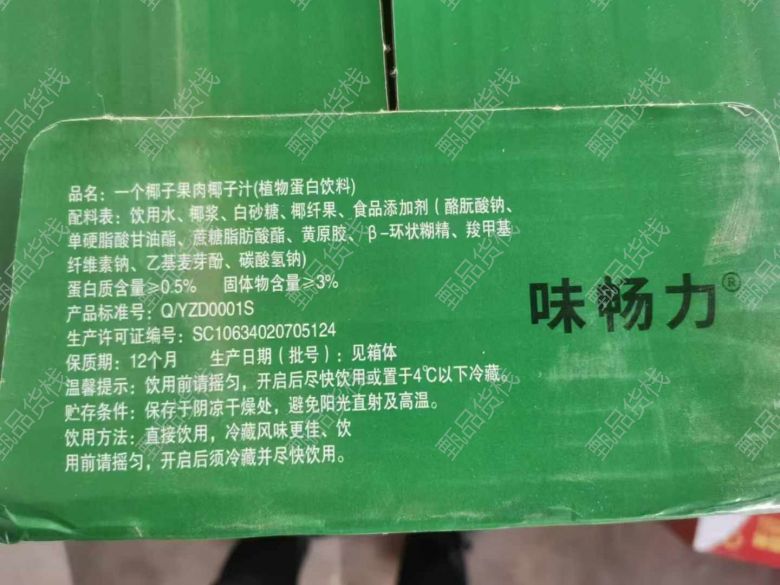 品名：一个椰子果肉椰子汁(植物蛋白饮料)
配料表：饮用水、椰浆、白砂糖、椰纤果、食品添加剂（酪朊酸钠、
单硬脂酸甘油酯、蔗糖脂肪酸酯、黄原胶、β-环状糊精、羧甲基
纤维素钠、乙基麦芽酚、碳酸氢钠)
蛋白质含量≥0.5% 固体物含量≥3%
产品标准号：Q/YZD0001S
生产许可证编号：SC10634020705124
保质期：12个月 生产日期（批号）：见箱体
温馨提示：饮用前请摇匀，开启后尽快饮用或置于4℃以下冷藏。
贮存条件：保存于阴凉干燥处，避免阳光直射及高温。
饮用方法：直接饮用，冷藏风味更佳、饮
用前请摇匀，开启后须冷藏并尽快饮用。
味畅力®
甄品货栈